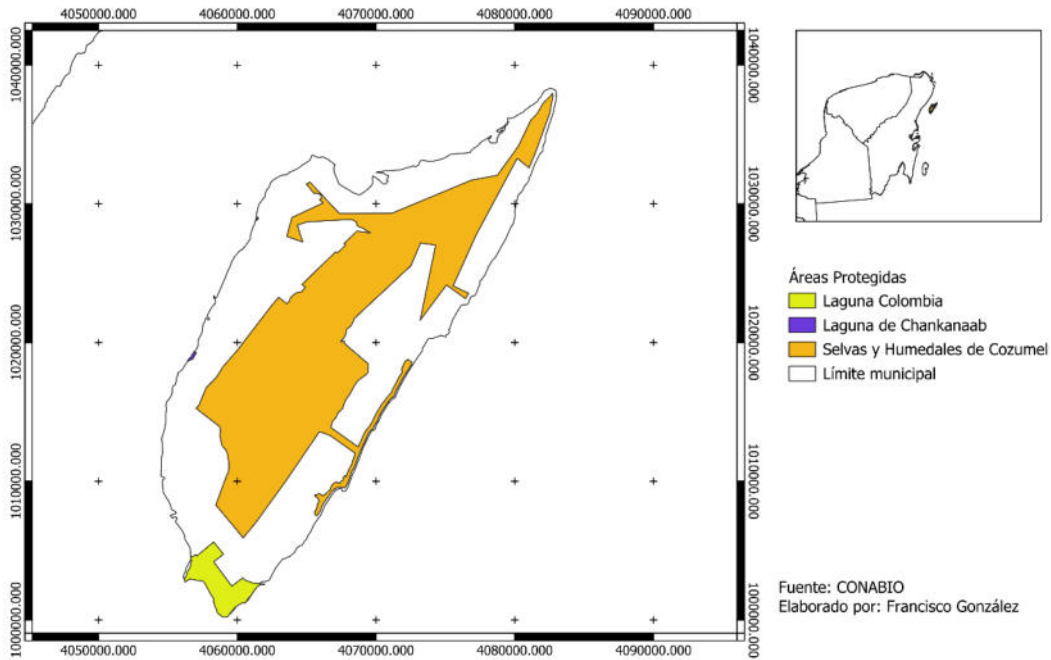 4050000.000 4060000.000 4070000.000 4080000.000 4090000.000
1040000.000 1040000.000
1030000.000 1030000.000
1020000.000 1020000.000
1010000.000 1010000.000
1000000.000 1000000.000
4050000.000 4060000.000 4070000.000 4080000.000 4090000.000
Áreas Protegidas
Laguna Colombia
Laguna de Chankanaab
Selvas y Humedales de Cozumel
Límite municipal
Fuente: CONABIO
Elaborado por: Francisco González